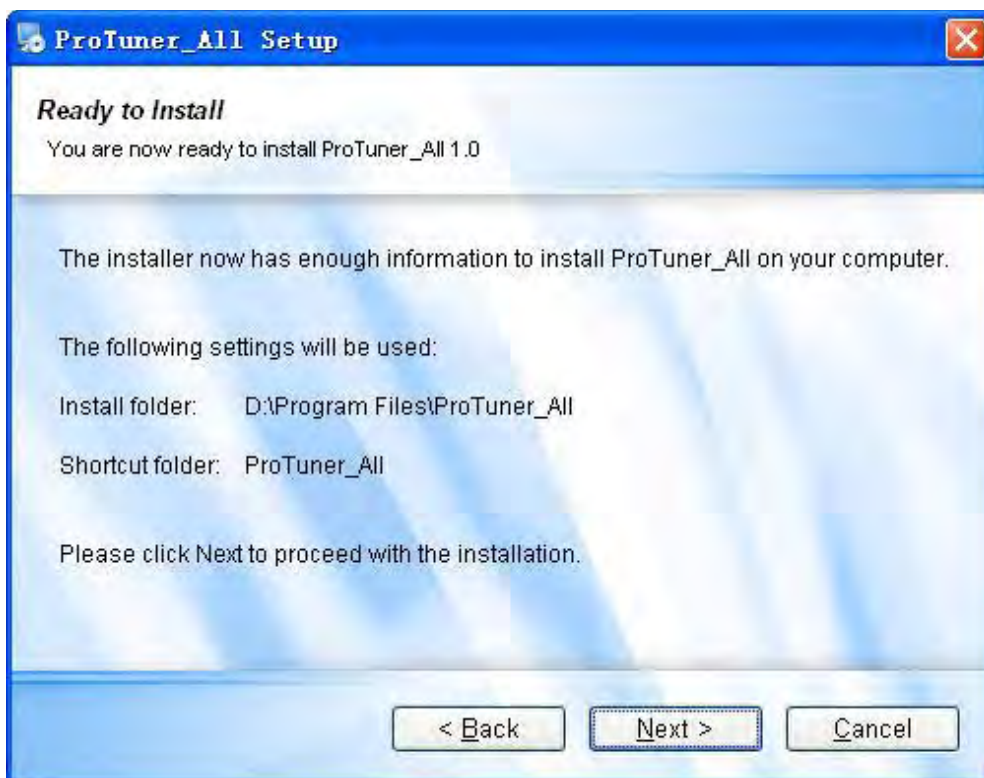 ProTuner_All Setup
Ready to Install
You are now ready to install ProTuner_All 1.0
The installer now has enough information to install ProTuner_All on your computer.
The following settings will be used:
Install folder: D:\Program Files\ProTuner_All
Shortcut folder: ProTuner_All
Please click Next to proceed with the installation.
< Back Next > Cancel